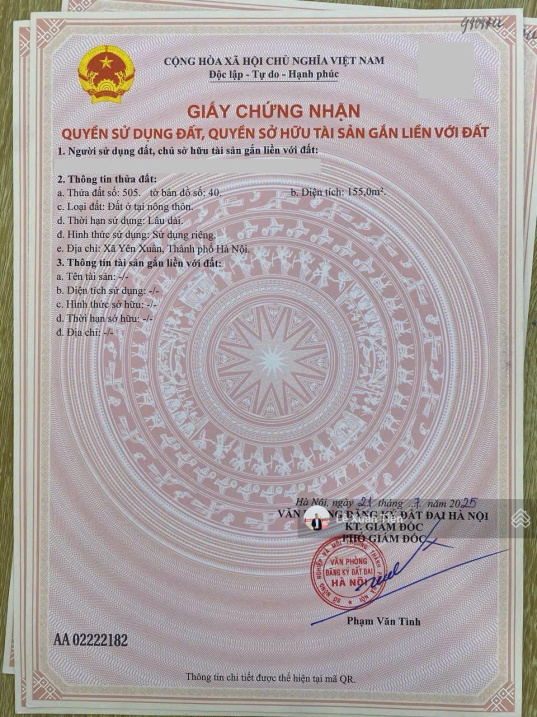 CỘNG HÒA XÃ HỘI CHỦ NGHĨA VIỆT NAM
Độc lập - Tự do - Hạnh phúc
GIẤY CHỨNG NHẬN
QUYỀN SỬ DỤNG ĐẤT, QUYỀN SỞ HỮU TÀI SẢN GẮN LIỀN VỚI ĐẤT
1. Người sử dụng đất, chủ sở hữu tài sản gắn liền với đất:
2. Thông tin thửa đất:
a. Thửa đất số: 505. tờ bản đồ số: 40. b. Diện tích: 155,0m².
c. Loại đất: Đất ở tại nông thôn.
d. Thời hạn sử dụng: Lâu dài.
đ. Hình thức sử dụng: Sử dụng riêng.
e. Địa chỉ: Xã Yên Xuân, Thành phố Hà Nội.
3. Thông tin tài sản gắn liền với đất:
a. Tên tài sản: -/-
b. Diện tích sử dụng: -/-
c. Hình thức sở hữu: -/-
d. Thời hạn sở hữu: -/-
đ. Địa chỉ: -/-
Hà Nội, ngày 21 tháng 7 năm 2025
VĂN PHÒNG ĐĂNG KÝ ĐẤT ĐAI HÀ NỘI
Lê Xuân Tiến
KT. GIÁM ĐỐC
PHÓ GIÁM ĐỐC
VĂN PHÒNG
ĐĂNG KÝ ĐẤT ĐAI
HÀ NỘI
Phạm Văn Tình
AA 02222182
Thông tin chi tiết được thể hiện tại mã QR.